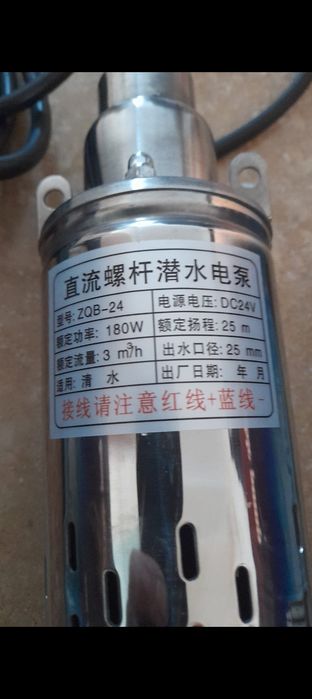 直流螺杆潜水电泵
型号: ZQB-24 电源电压: DC24V
额定功率: 180W 额定扬程: 25 m
额定流量: 3 m³/h 出水口径: 25 mm
适用: 清 水 出厂日期: 年 月
接线请注意红线+蓝线-